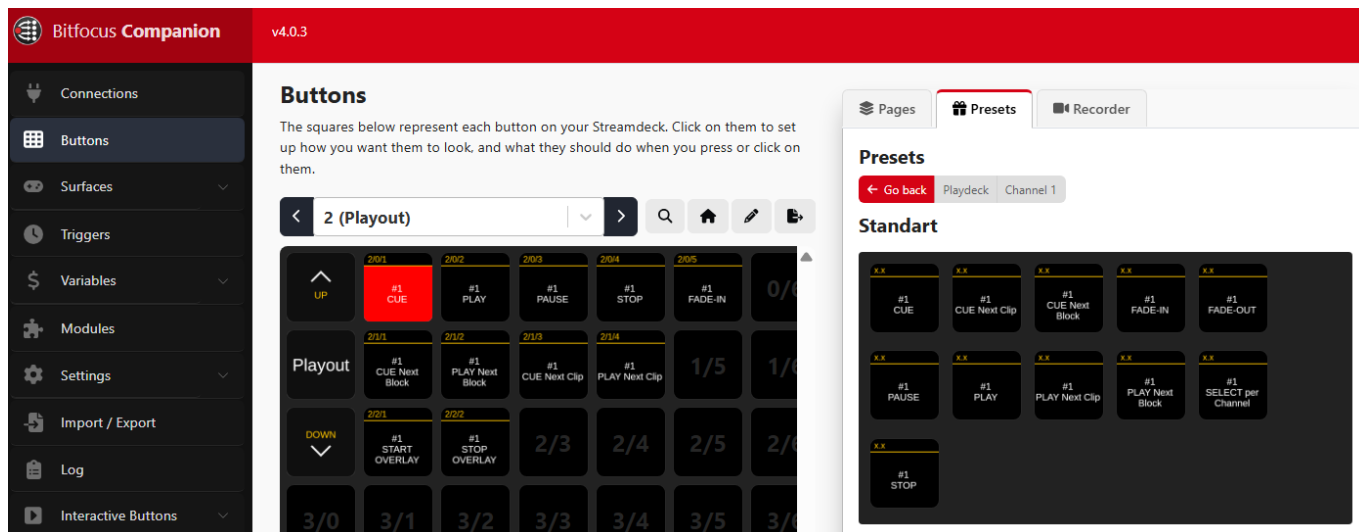 Bitfocus Companion
v4.0.3
Connections
Buttons
Surfaces
Triggers
Variables
Modules
Settings
Import / Export
Log
Interactive Buttons
Buttons
The squares below represent each button on your Streamdeck. Click on them to set
up how you want them to look, and what they should do when you press or click on
them.
2 (Playout)
UP
2/0/1
#1
CUE
2/0/2
#1
PLAY
2/0/3
#1
PAUSE
2/0/4
#1
STOP
2/0/5
#1
FADE-IN
0/6
Playout
2/1/1
#1
CUE Next
Block
2/1/2
#1
PLAY Next
Block
2/1/3
#1
CUE Next Clip
2/1/4
#1
PLAY Next Clip
1/5
1/6
DOWN
2/2/1
#1
START
OVERLAY
2/2/2
#1
STOP
OVERLAY
2/3
2/4
2/5
2/6
3/0
3/1
3/2
3/3
3/4
3/5
3/6
Pages
Presets
Recorder
Presets
Go back
Playdeck
Channel 1
Standart
x.x
#1
CUE
x.x
#1
CUE Next Clip
x.x
#1
CUE Next
Block
x.x
#1
FADE-IN
x.x
#1
FADE-OUT
x.x
#1
PAUSE
x.x
#1
PLAY
x.x
#1
PLAY Next Clip
x.x
#1
PLAY Next
Block
x.x
#1
SELECT per
Channel
x.x
#1
STOP